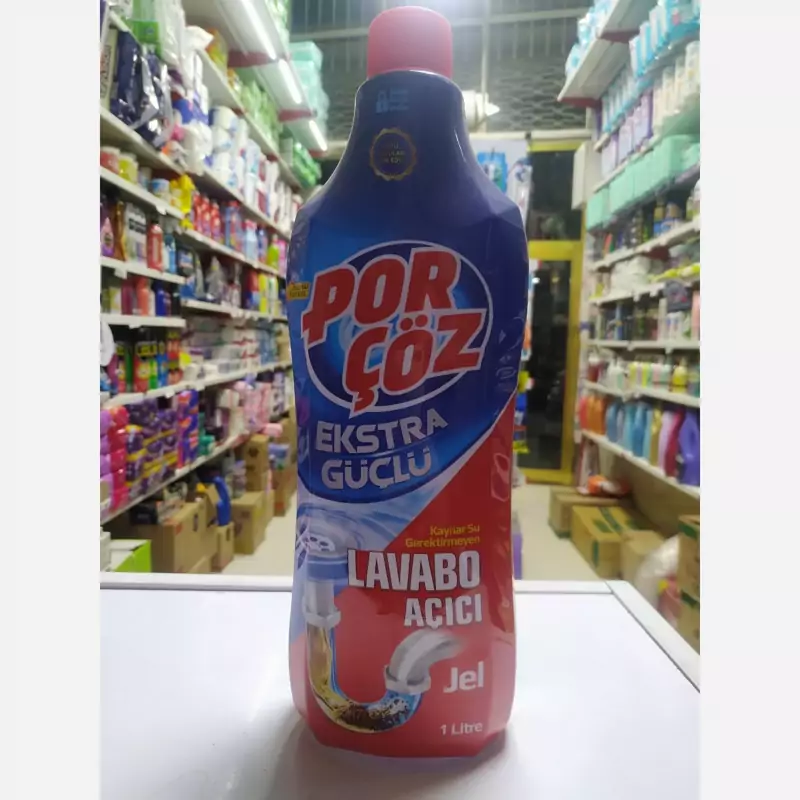 POR
ÇÖZ
EKSTRA
GÜÇLÜ
Kaynar Su
Gerektirmeyen
LAVABO
AÇICI
Jel
1 Litre